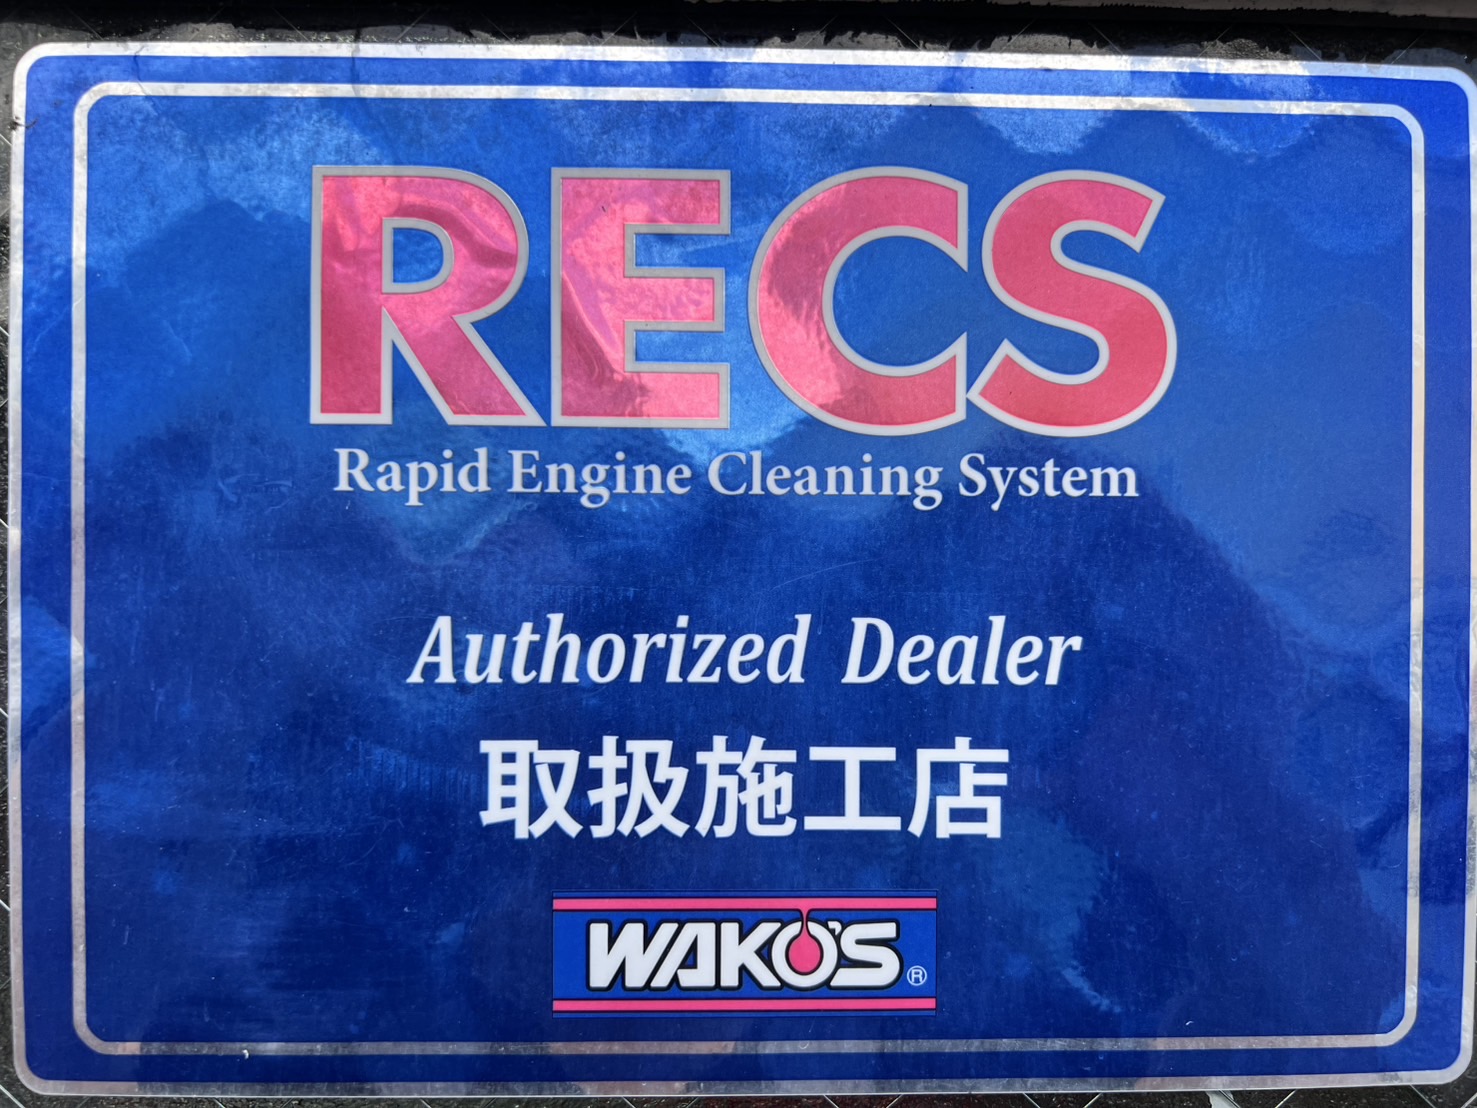 RECS
Rapid Engine Cleaning System
Authorized Dealer
取扱施工店
WAKO'S®